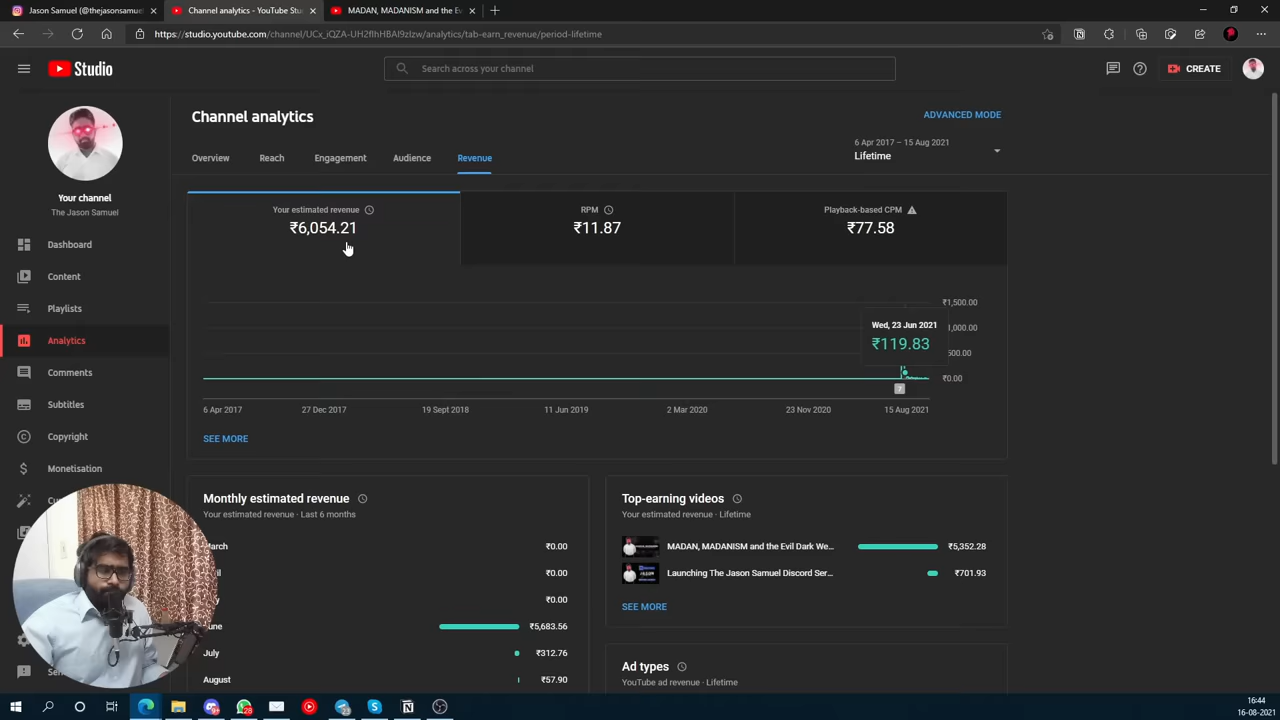 Jason Samuel (@thejasonsamuel
Channel analytics - YouTube Stu
MADAN, MADANISM and the Ev
https://studio.youtube.com/channel/UCx_iQZA-UH2fIhHBAI9zIzw/analytics/tab-earn_revenue/period-lifetime
Studio
Search across your channel
CREATE
Channel analytics
ADVANCED MODE
6 Apr 2017 – 15 Aug 2021
Lifetime
Overview
Reach
Engagement
Audience
Revenue
Your channel
The Jason Samuel
Dashboard
Content
Playlists
Analytics
Comments
Subtitles
Copyright
Monetisation
Your estimated revenue
₹6,054.21
RPM
₹11.87
Playback-based CPM
₹77.58
₹1,500.00
Wed, 23 Jun 2021
₹119.83
,000.00
500.00
₹0.00
7
6 Apr 2017
27 Dec 2017
19 Sept 2018
11 Jun 2019
2 Mar 2020
23 Nov 2020
15 Aug 2021
SEE MORE
Monthly estimated revenue
Your estimated revenue · Last 6 months
March ₹0.00
₹0.00
₹0.00
June ₹5,683.56
July ₹312.76
August ₹57.90
Top-earning videos
Your estimated revenue · Lifetime
MADAN, MADANISM and the Evil Dark We... ₹5,352.28
Launching The Jason Samuel Discord Ser... ₹701.93
SEE MORE
Ad types
YouTube ad revenue · Lifetime
9+
28
16:44
16-08-2021